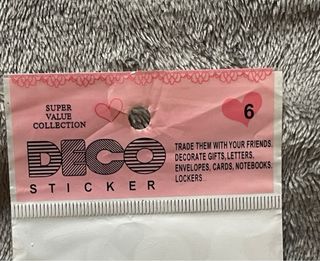 SUPER
VALUE
COLLECTION
6
DECO
STICKER
TRADE THEM WITH YOUR FRIENDS.
DECORATE GIFTS, LETTERS,
ENVELOPES, CARDS, NOTEBOOKS,
LOCKERS...